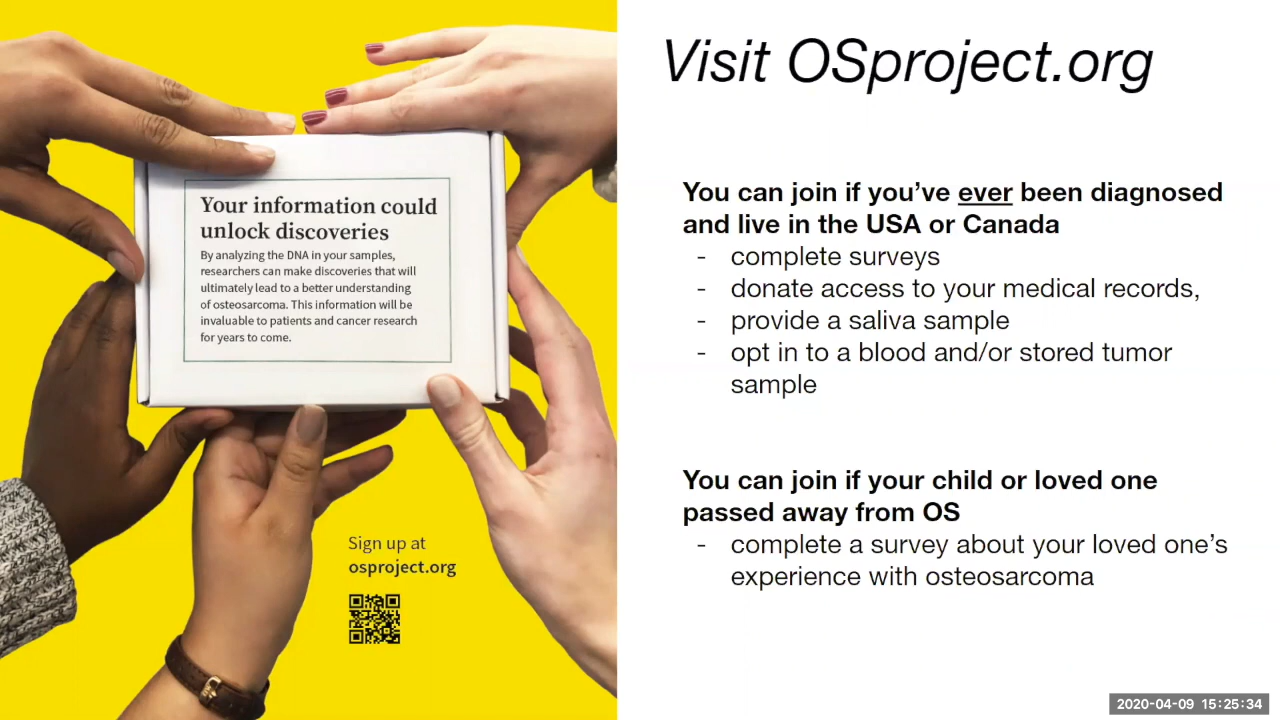 Visit OSproject.org
Your information could
unlock discoveries
By analyzing the DNA in your samples,
researchers can make discoveries that will
ultimately lead to a better understanding
of osteosarcoma. This information will be
invaluable to patients and cancer research
for years to come.
Sign up at
osproject.org
You can join if you’ve ever been diagnosed
and live in the USA or Canada
- complete surveys
- donate access to your medical records,
- provide a saliva sample
- opt in to a blood and/or stored tumor
sample
You can join if your child or loved one
passed away from OS
- complete a survey about your loved one’s
experience with osteosarcoma
2020-04-09 15:25:34